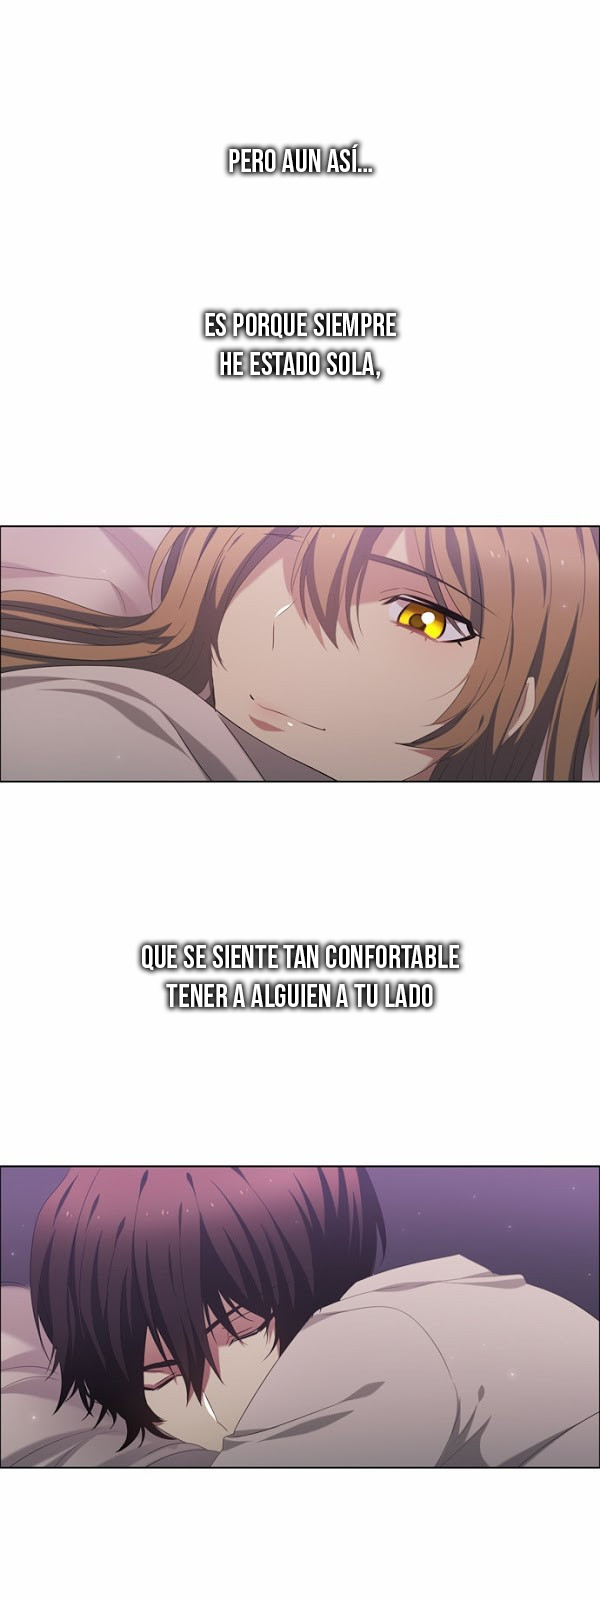 PERO AUN ASÍ...
ES PORQUE SIEMPRE
HE ESTADO SOLA,
QUE SE SIENTE TAN CONFORTABLE
TENER A ALGUIEN A TU LADO